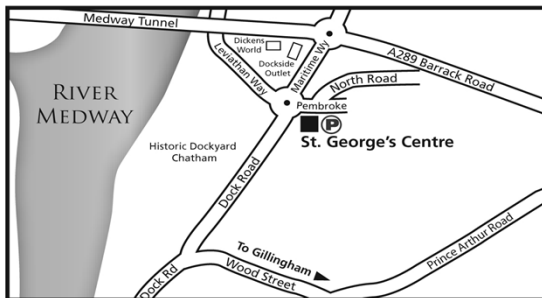 Medway Tunnel
Dickens
World
Dockside
Outlet
Leviathan Way
Maritime Wy
A289 Barrack Road
North Road
Pembroke
P
St. George's Centre
RIVER
MEDWAY
Historic Dockyard
Chatham
Dock Road
To Gillingham
Wood Street
Dock Rd
Prince Arthur Road